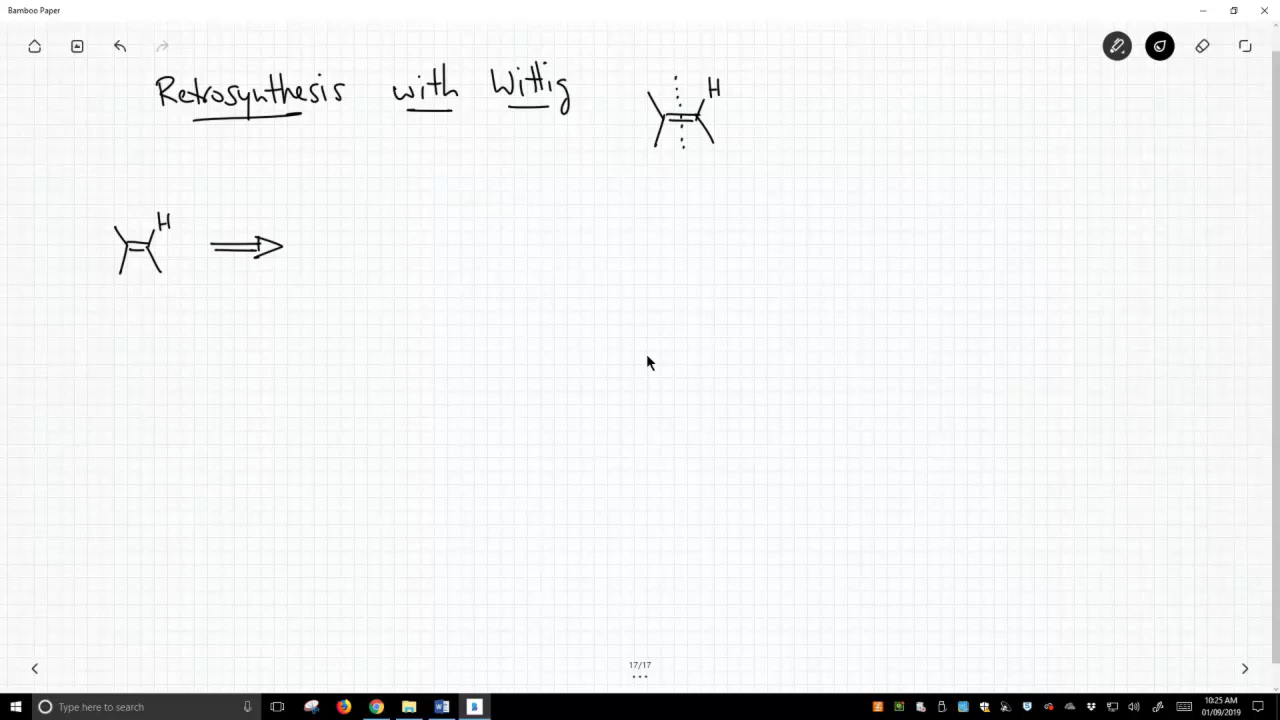 Bamboo Paper
Retrosynthesis with Wittig
H
H
17/17
Type here to search
10:25 AM
01/09/2019